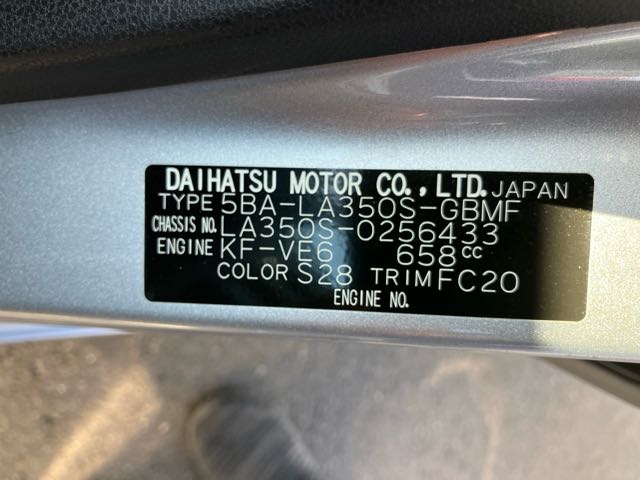 DAIHATSU MOTOR CO., LTD. JAPAN
TYPE 5BA-LA350S-GBMF
CHASSIS NO. LA350S-0256433
ENGINE KF-VE6 658cc
COLOR S28 TRIM FC20
ENGINE NO.